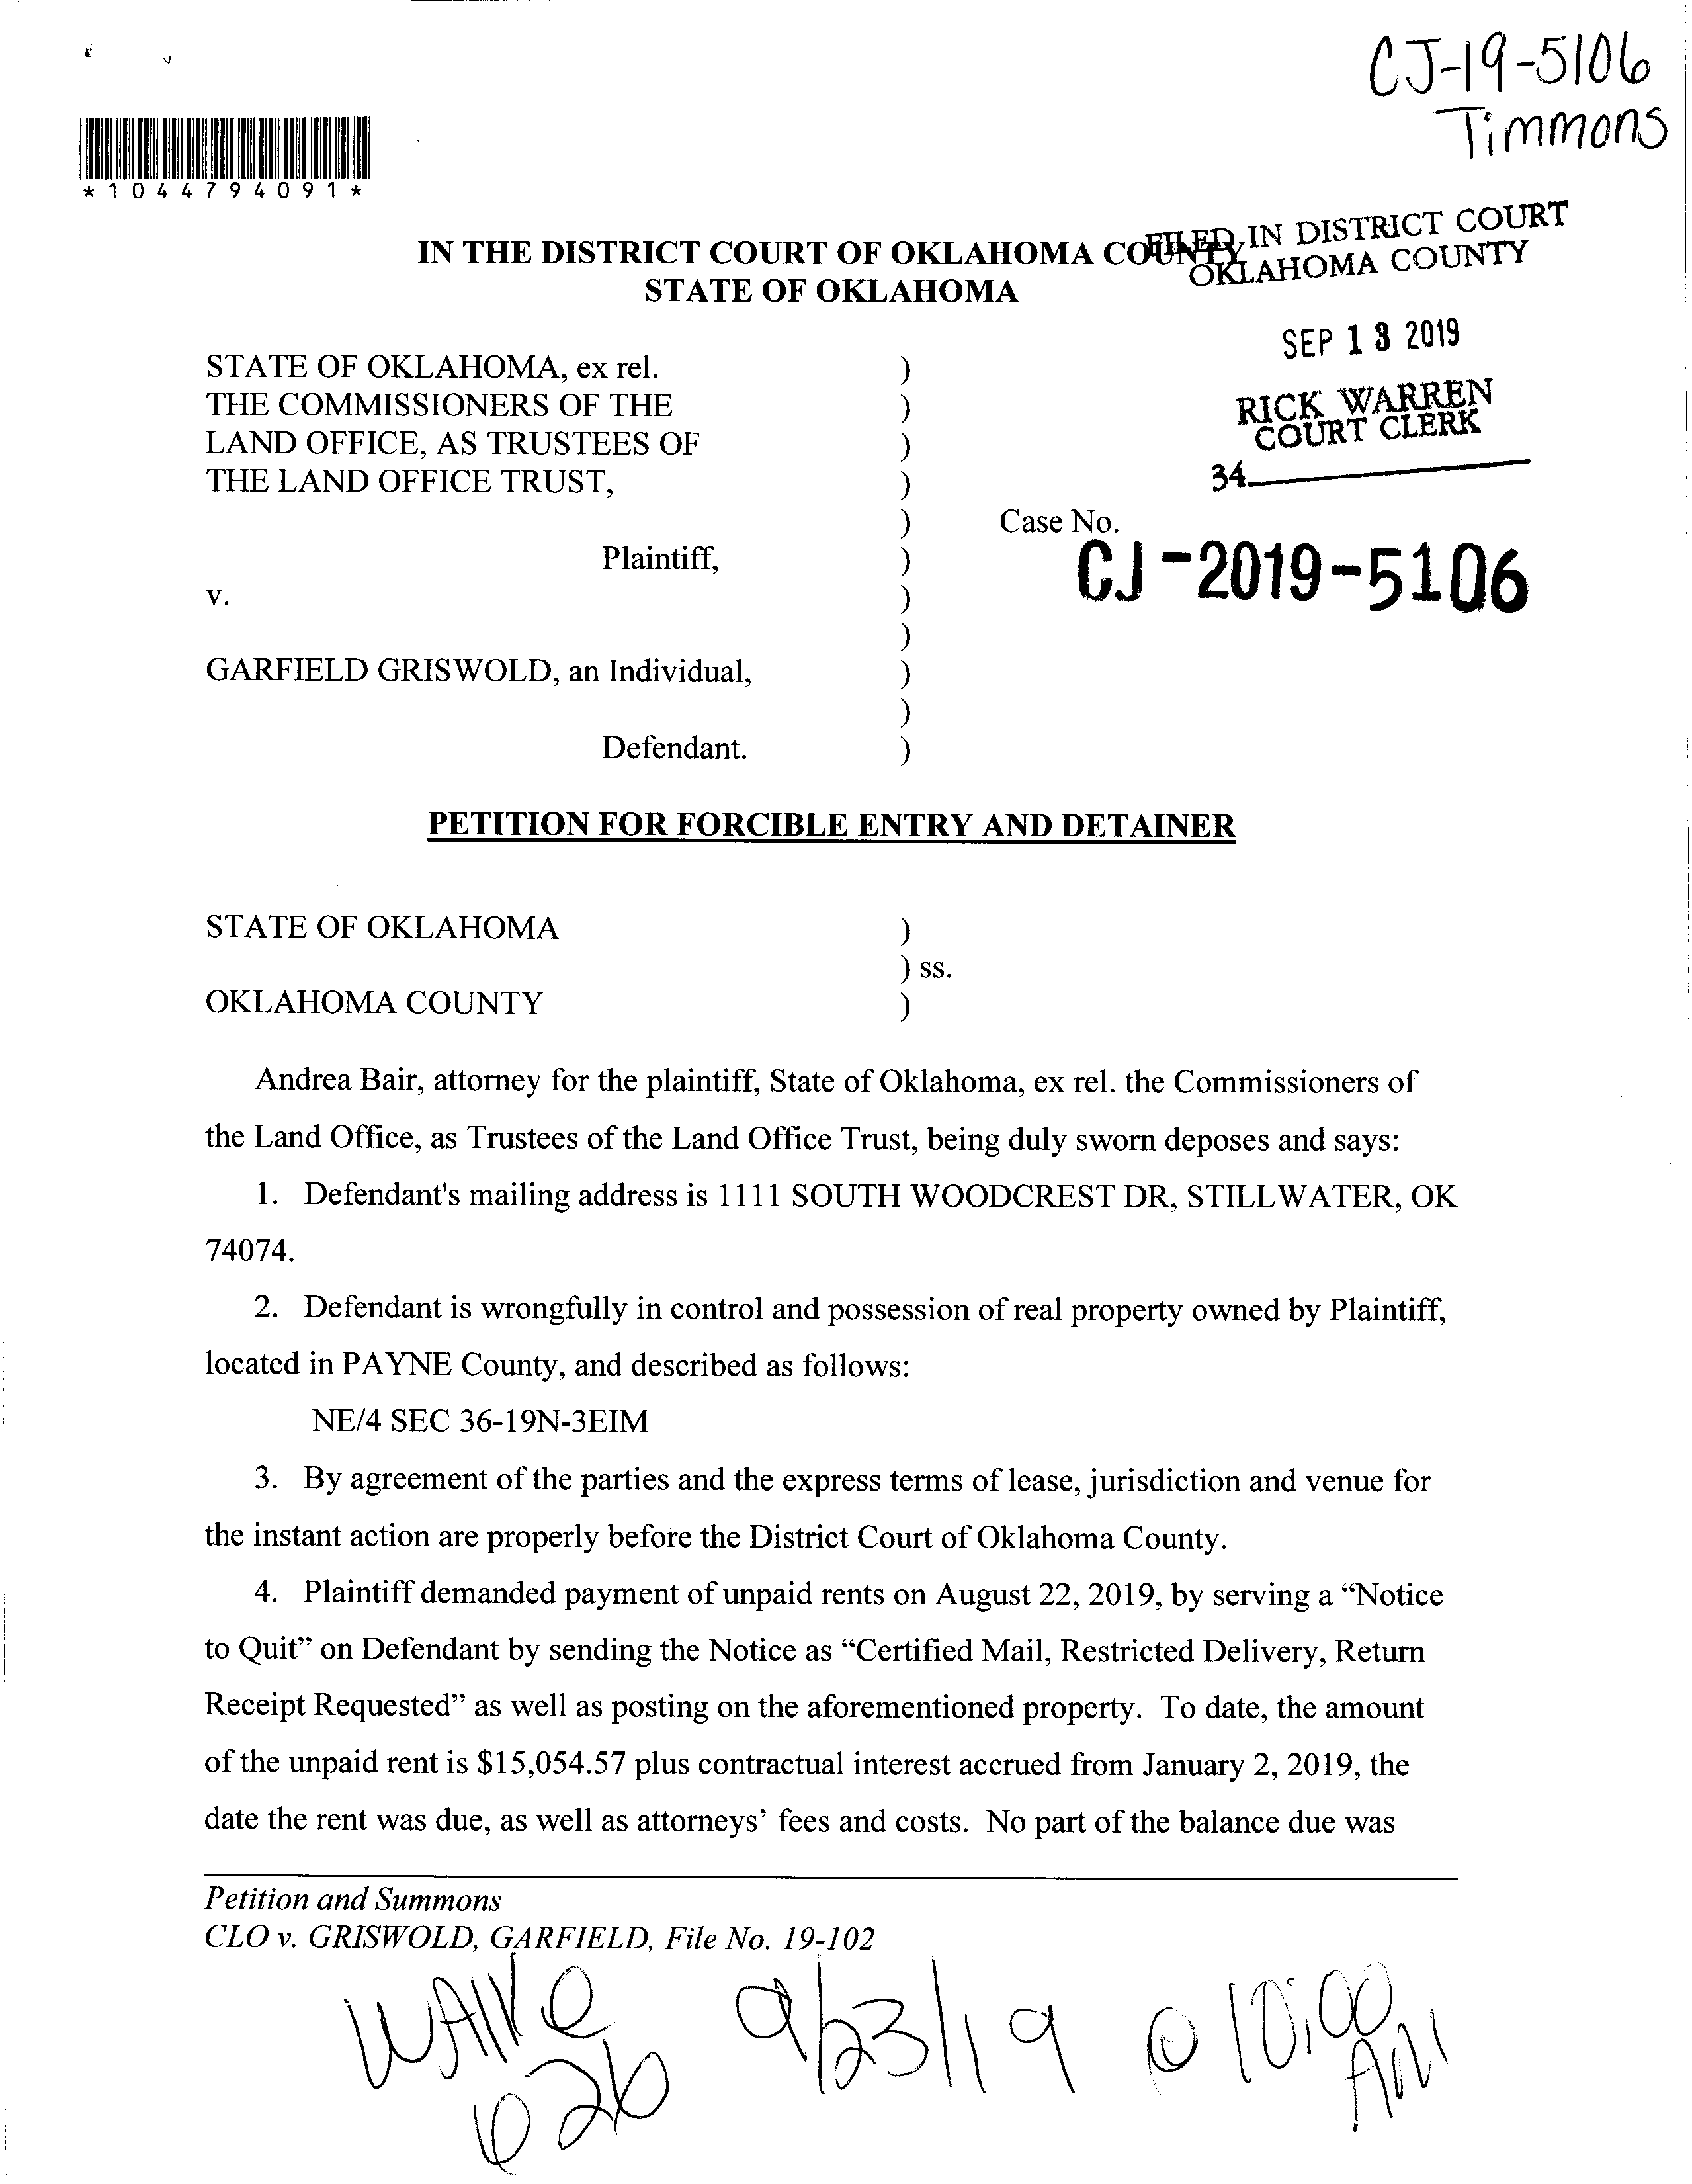 CJ-19-5106
Timmons
*1044794091*
FILED IN DISTRICT COURT
OKLAHOMA COUNTY
IN THE DISTRICT COURT OF OKLAHOMA COUNTY
STATE OF OKLAHOMA
SEP 13 2019
RICK WARREN
COURT CLERK
34
STATE OF OKLAHOMA, ex rel. )
THE COMMISSIONERS OF THE )
LAND OFFICE, AS TRUSTEES OF )
THE LAND OFFICE TRUST, )
) Case No.
Plaintiff, ) CJ-2019-5106
v. )
)
GARFIELD GRISWOLD, an Individual, )
)
Defendant. )
PETITION FOR FORCIBLE ENTRY AND DETAINER
STATE OF OKLAHOMA )
) ss.
OKLAHOMA COUNTY )
Andrea Bair, attorney for the plaintiff, State of Oklahoma, ex rel. the Commissioners of
the Land Office, as Trustees of the Land Office Trust, being duly sworn deposes and says:
1. Defendant's mailing address is 1111 SOUTH WOODCREST DR, STILLWATER, OK
74074.
2. Defendant is wrongfully in control and possession of real property owned by Plaintiff,
located in PAYNE County, and described as follows:
NE/4 SEC 36-19N-3EIM
3. By agreement of the parties and the express terms of lease, jurisdiction and venue for
the instant action are properly before the District Court of Oklahoma County.
4. Plaintiff demanded payment of unpaid rents on August 22, 2019, by serving a “Notice
to Quit” on Defendant by sending the Notice as “Certified Mail, Restricted Delivery, Return
Receipt Requested” as well as posting on the aforementioned property. To date, the amount
of the unpaid rent is $15,054.57 plus contractual interest accrued from January 2, 2019, the
date the rent was due, as well as attorneys’ fees and costs. No part of the balance due was
Petition and Summons
CLO v. GRISWOLD, GARFIELD, File No. 19-102
9/23/19 @ 10:00
AM
626